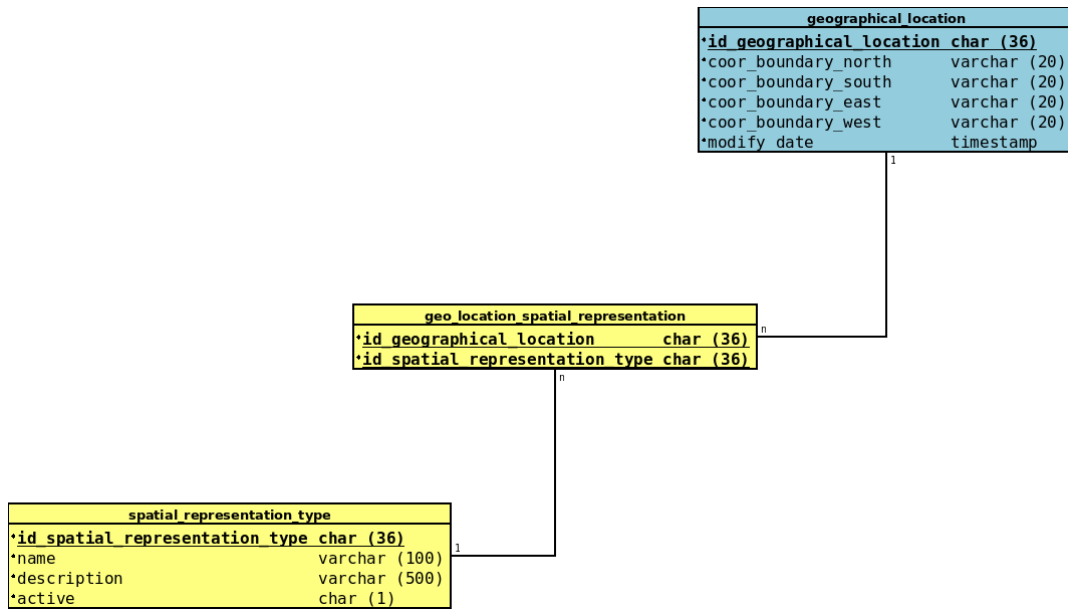 geographical_location
id_geographical_location char (36)
coor_boundary_north varchar (20)
coor_boundary_south varchar (20)
coor_boundary_east varchar (20)
coor_boundary_west varchar (20)
modify_date timestamp
1
geo_location_spatial_representation
id_geographical_location char (36)
id_spatial_representation_type char (36)
n
n
spatial_representation_type
id_spatial_representation_type char (36)
name varchar (100)
description varchar (500)
active char (1)
1